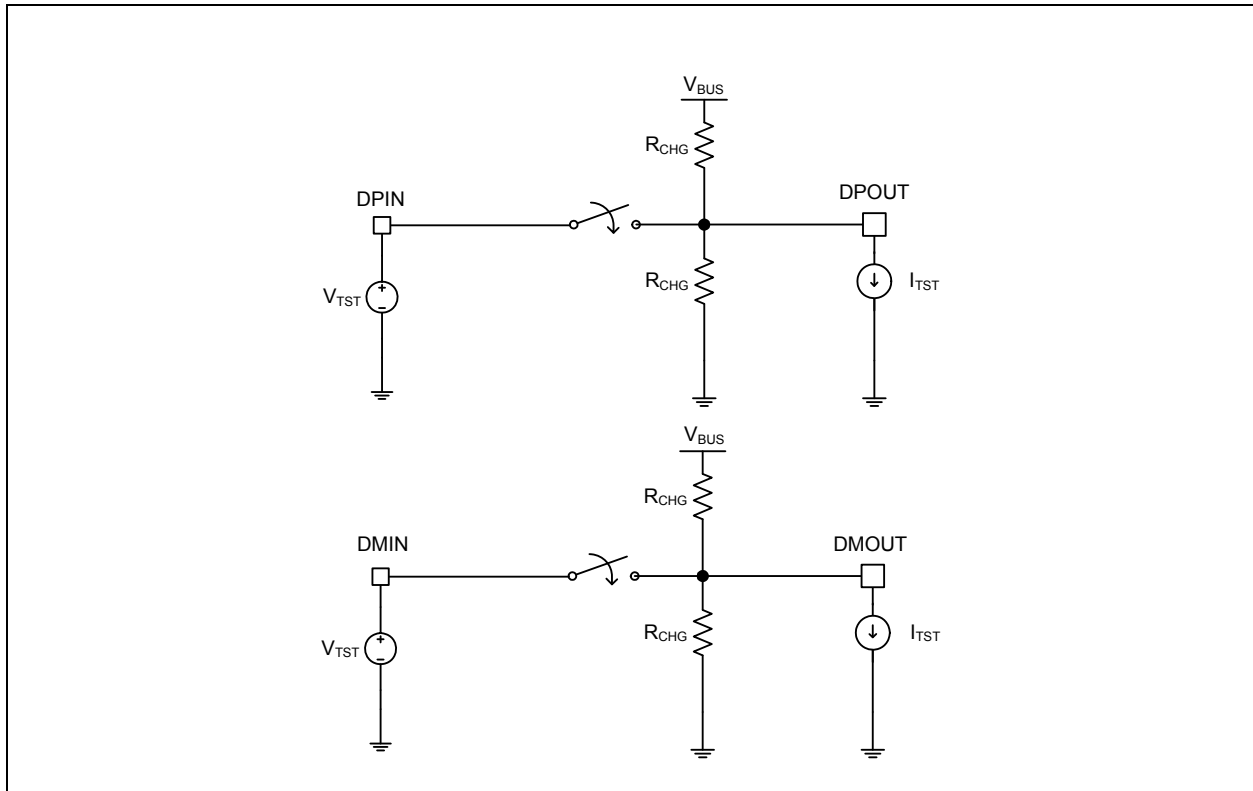 VBUS
RCHG
DPIN
DPOUT
RCHG
VTST
ITST
VBUS
RCHG
DMIN
DMOUT
RCHG
VTST
ITST